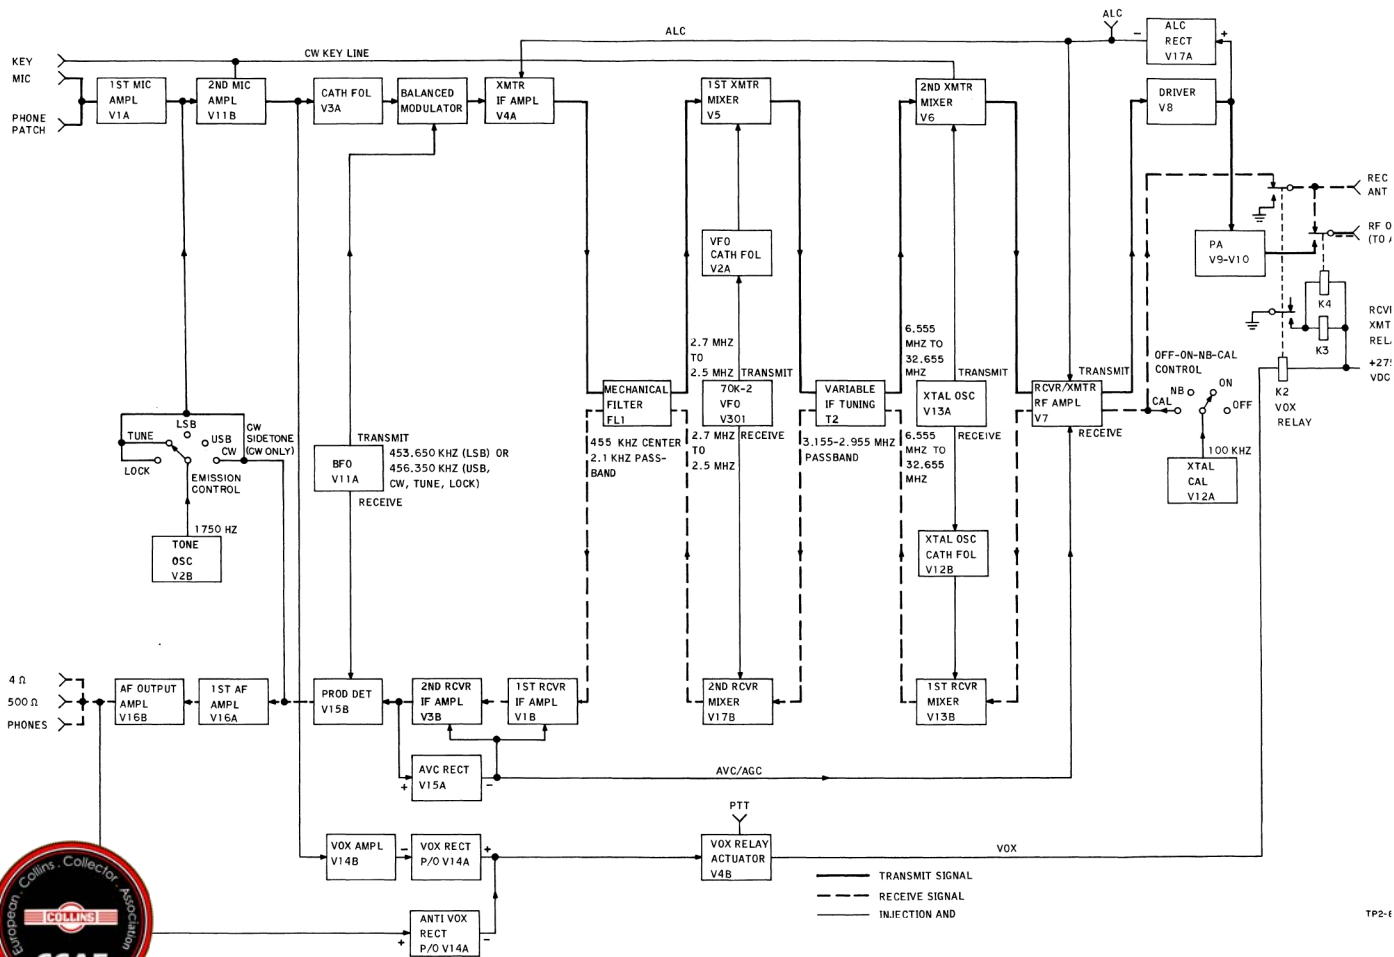 ALC
ALC
ALC
RECT
V17A
-
+
KEY
CW KEY LINE
MIC
PHONE
PATCH
1ST MIC
AMPL
V1A
2ND MIC
AMPL
V11B
CATH FOL
V3A
BALANCED
MODULATOR
XMTR
IF AMPL
V4A
1ST XMTR
MIXER
V5
2ND XMTR
MIXER
V6
DRIVER
V8
REC
ANT
RF O
(TO
PA
V9-V10
VFO
CATH FOL
V2A
K4
K3
RCV
XMT
REL
+27
VDC
K2
VOX
RELAY
2.7 MHZ
TO
2.5 MHZ
TRANSMIT
6.555
MHZ TO
32.655
MHZ
TRANSMIT
TRANSMIT
OFF-ON-NB-CAL
CONTROL
NB
ON
CAL
OFF
MECHANICAL
FILTER
FL1
70K-2
VFO
V301
VARIABLE
IF TUNING
T2
XTAL OSC
V13A
RCVR/XMTR
RF AMPL
V7
RECEIVE
LSB
TUNE
USB
CW
LOCK
CW
SIDETONE
(CW ONLY)
EMISSION
CONTROL
1750 HZ
TONE
OSC
V2B
TRANSMIT
BFO
V11A
RECEIVE
453.650 KHZ (LSB) OR
456.350 KHZ (USB,
CW, TUNE, LOCK)
455 KHZ CENTER
2.1 KHZ PASS-
BAND
2.7 MHZ
TO
2.5 MHZ
RECEIVE
3.155-2.955 MHZ
PASSBAND
6.555
MHZ TO
32.655
MHZ
RECEIVE
100 KHZ
XTAL
CAL
V12A
XTAL OSC
CATH FOL
V12B
4 Ω
500 Ω
PHONES
AF OUTPUT
AMPL
V16B
1ST AF
AMPL
V16A
PROD DET
V15B
2ND RCVR
IF AMPL
V3B
1ST RCVR
IF AMPL
V1B
2ND RCVR
MIXER
V17B
1ST RCVR
MIXER
V13B
+
AVC RECT
V15A
-
AVC/AGC
PTT
VOX AMPL
V14B
-
VOX RECT
P/O V14A
+
VOX RELAY
ACTUATOR
V4B
VOX
TRANSMIT SIGNAL
RECEIVE SIGNAL
INJECTION AND
+
ANTI VOX
RECT
P/O V14A
-
European . Collins . Collector . Association
COLLINS
TP2-